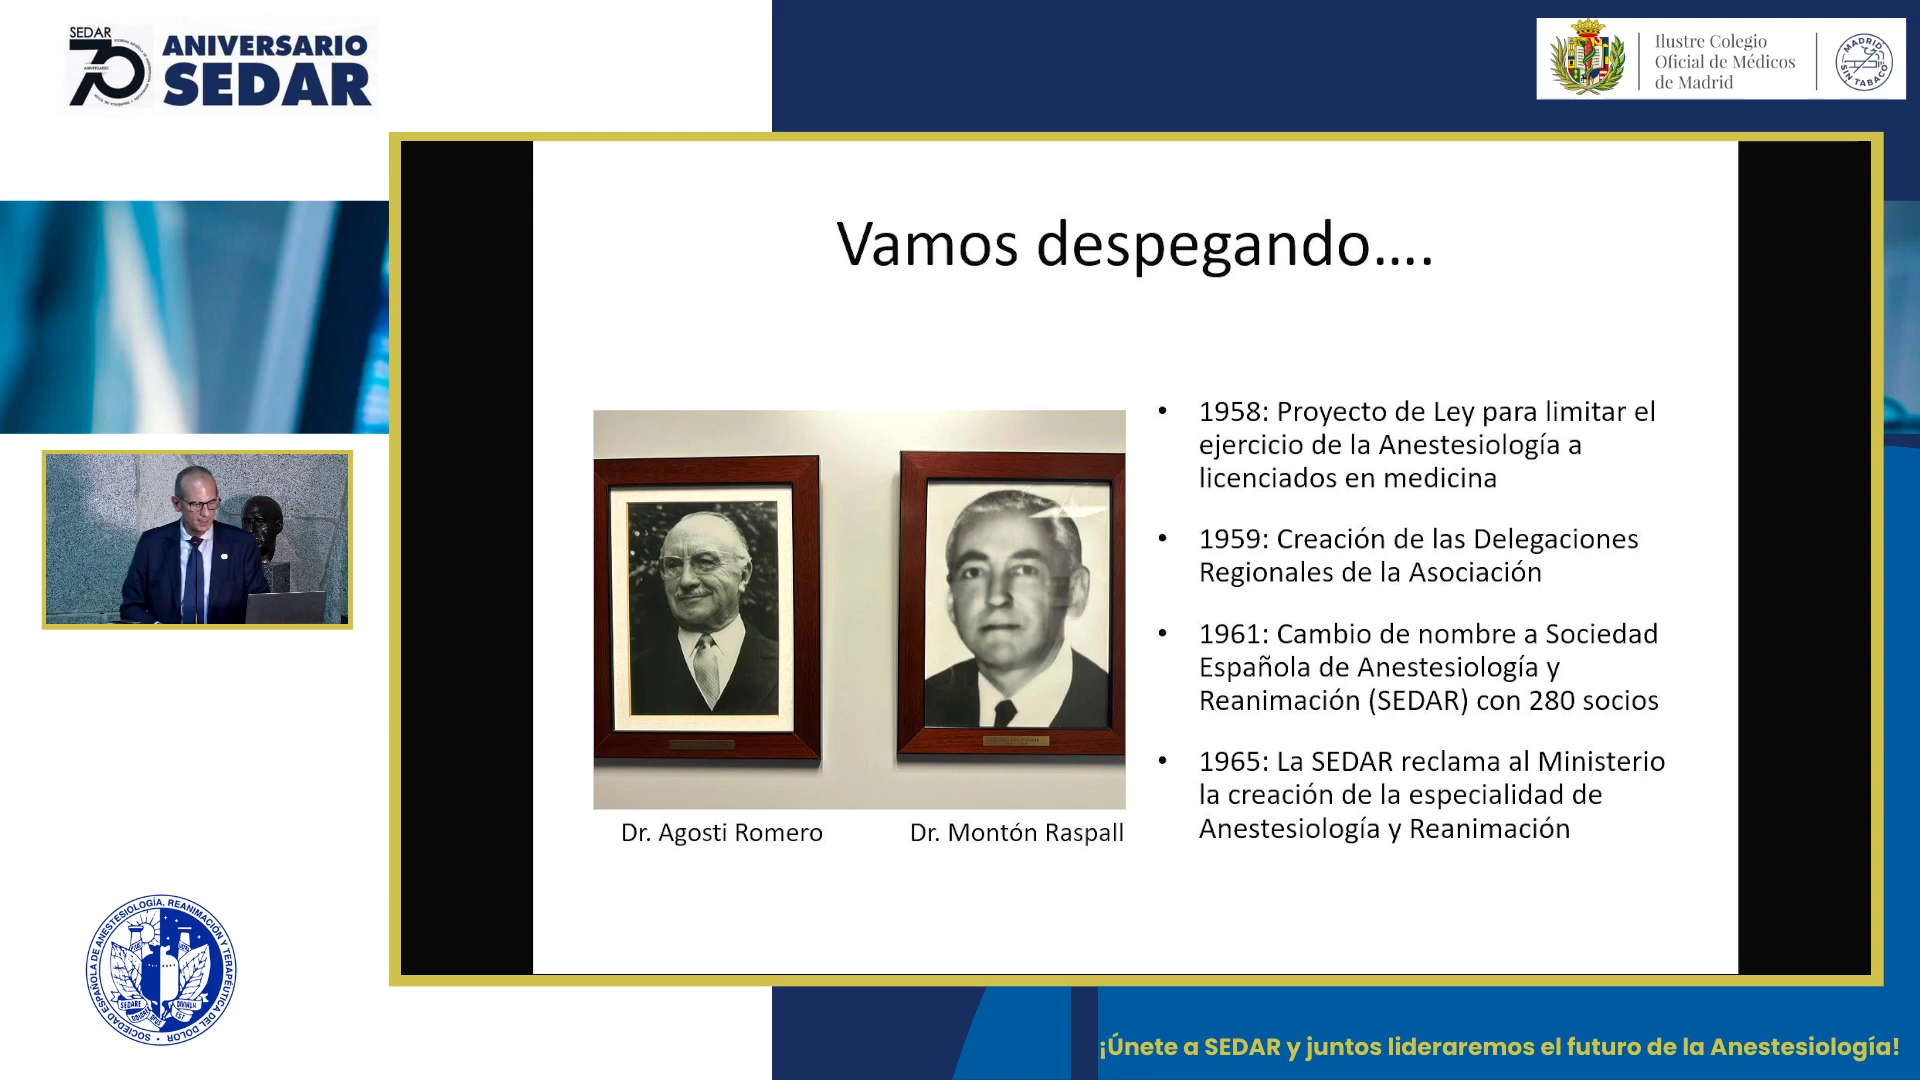 SEDAR
70
ANIVERSARIO
ANIVERSARIO
SEDAR
Ilustre Colegio
Oficial de Médicos
de Madrid
MADRID
SIN TABACO
Vamos despegando....
• 1958: Proyecto de Ley para limitar el
ejercicio de la Anestesiología a
licenciados en medicina
• 1959: Creación de las Delegaciones
Regionales de la Asociación
• 1961: Cambio de nombre a Sociedad
Española de Anestesiología y
Reanimación (SEDAR) con 280 socios
• 1965: La SEDAR reclama al Ministerio
la creación de la especialidad de
Anestesiología y Reanimación
Dr. Agosti Romero
Dr. Montón Raspall
SOCIEDAD ESPAÑOLA DE ANESTESIOLOGÍA, REANIMACIÓN Y TERAPÉUTICA DEL DOLOR
SEDARE
¡Únete a SEDAR y juntos lideraremos el futuro de la Anestesiología!